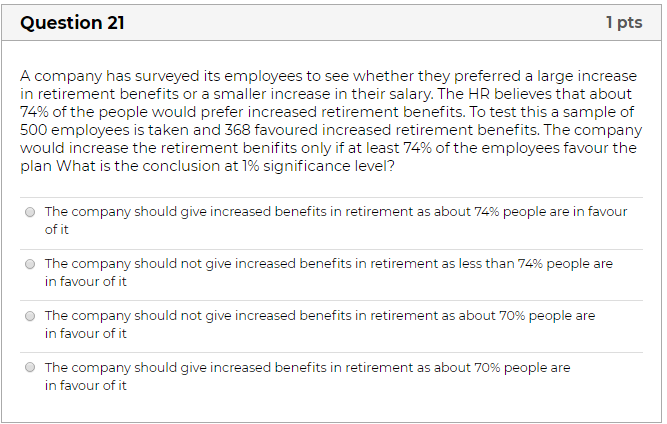 Question 21
1 pts
A company has surveyed its employees to see whether they preferred a large increase
in retirement benefits or a smaller increase in their salary. The HR believes that about
74% of the people would prefer increased retirement benefits. To test this a sample of
500 employees is taken and 368 favoured increased retirement benefits. The company
would increase the retirement benifits only if at least 74% of the employees favour the
plan What is the conclusion at 1% significance level?
The company should give increased benefits in retirement as about 74% people are in favour
of it
The company should not give increased benefits in retirement as less than 74% people are
in favour of it
The company should not give increased benefits in retirement as about 70% people are
in favour of it
The company should give increased benefits in retirement as about 70% people are
in favour of it